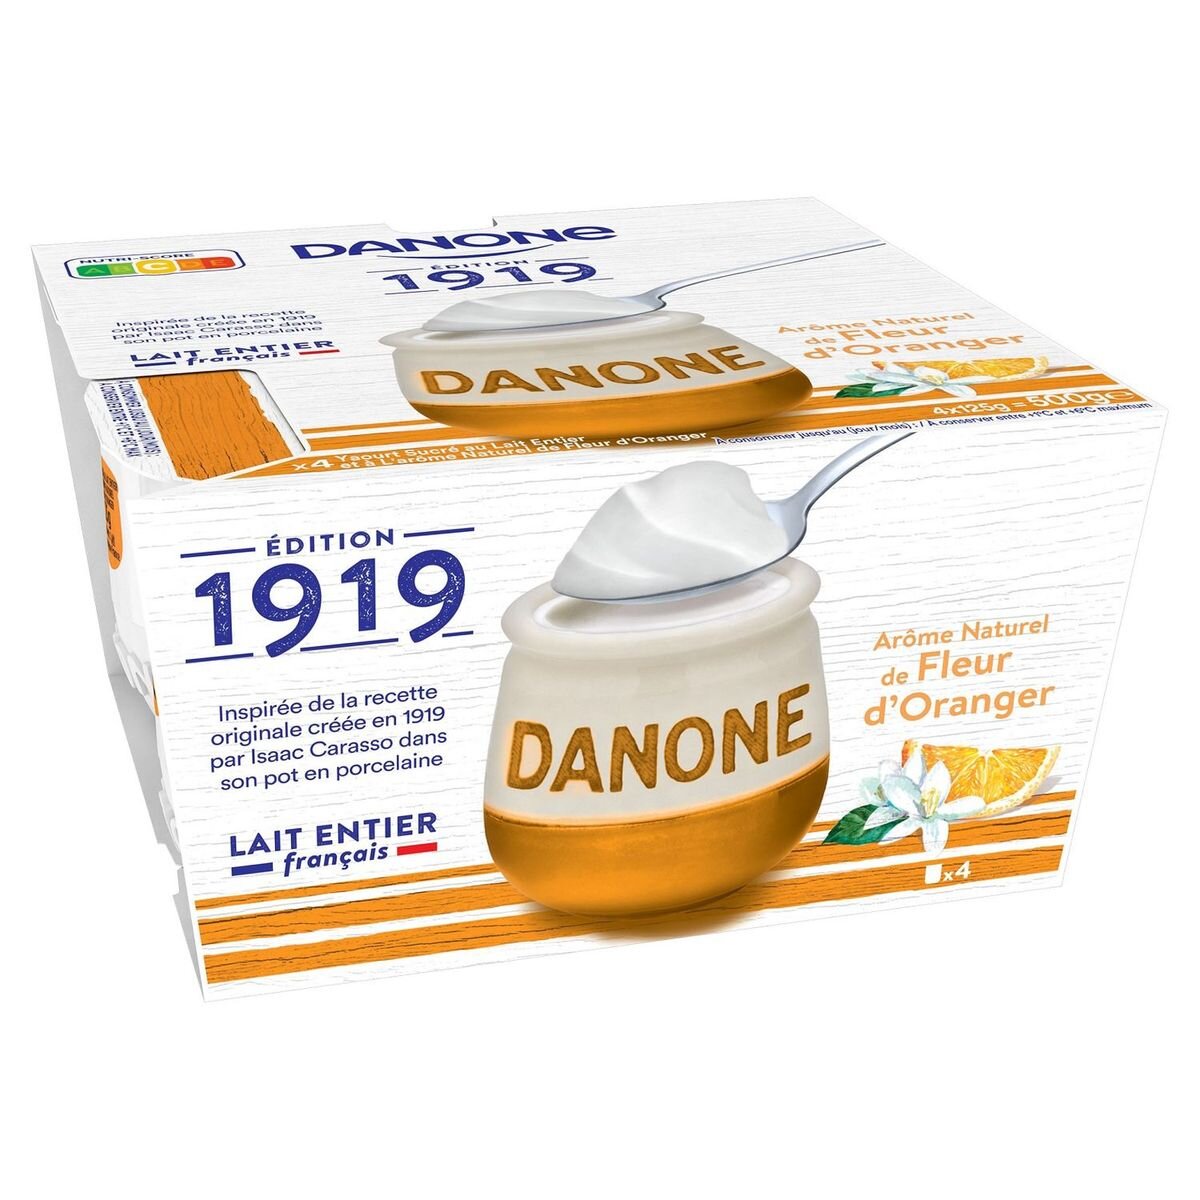 NUTRI-SCORE
A B C D E
DANONE
ÉDITION
1919
Inspirée de la recette
originale créée en 1919
par Isaac Carasso dans
son pot en porcelaine
LAIT ENTIER
français
DANONE
Arôme Naturel
de Fleur
d'Oranger
4x125g = 500g e
x4 Yaourt Sucré au Lait Entier
et à L'arôme Naturel de Fleur d'Oranger
A consommer jusqu'au (jour/mois) : / A conserver entre +1°C et +6°C maximum
ÉDITION
1919
Inspirée de la recette
originale créée en 1919
par Isaac Carasso dans
son pot en porcelaine
LAIT ENTIER
français
DANONE
Arôme Naturel
de Fleur
d'Oranger
x4